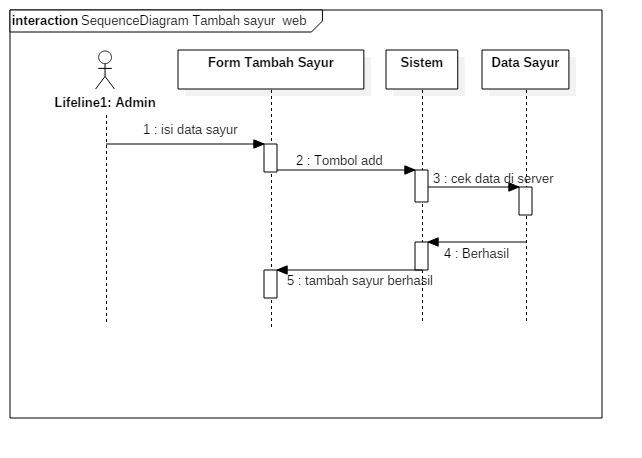 interaction SequenceDiagram Tambah sayur web
Form Tambah Sayur
Sistem
Data Sayur
Lifeline1: Admin
1 : isi data sayur
2 : Tombol add
3 : cek data di server
4 : Berhasil
5 : tambah sayur berhasil